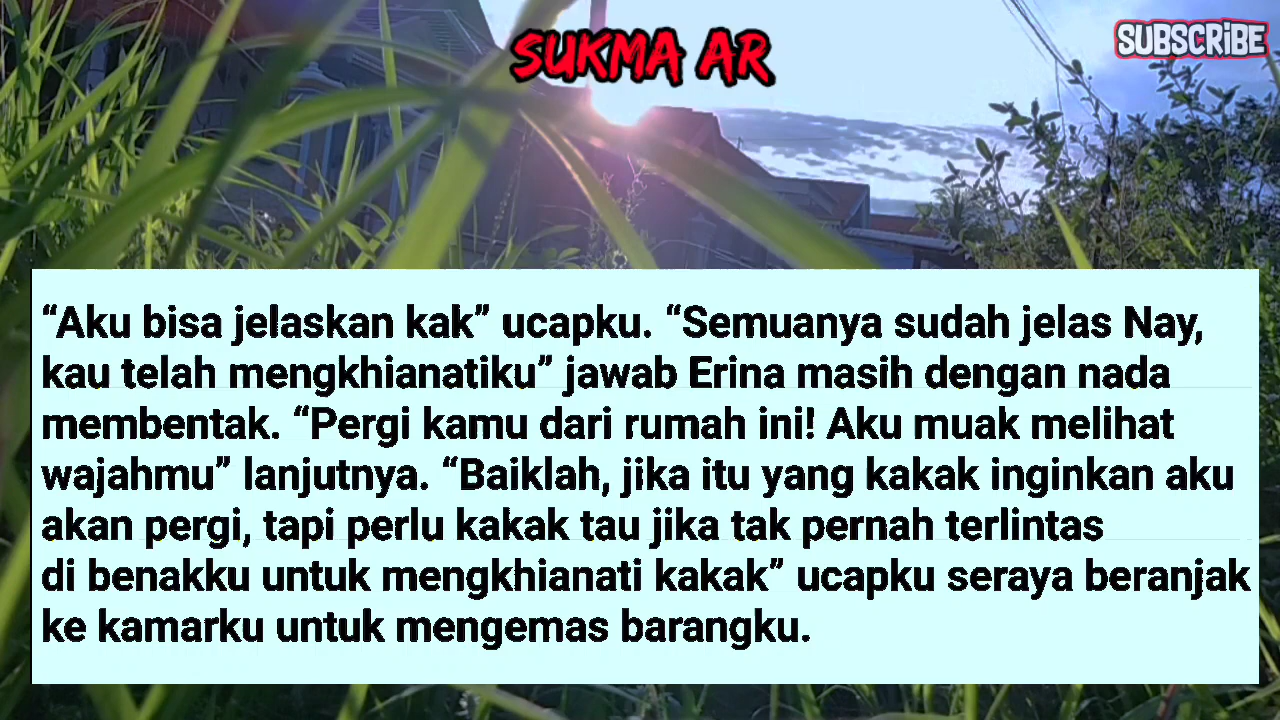 SUKMA AR
SUBSCRiBE
“Aku bisa jelaskan kak” ucapku. “Semuanya sudah jelas Nay,
kau telah mengkhianatiku” jawab Erina masih dengan nada
membentak. “Pergi kamu dari rumah ini! Aku muak melihat
wajahmu” lanjutnya. “Baiklah, jika itu yang kakak inginkan aku
akan pergi, tapi perlu kakak tau jika tak pernah terlintas
di benakku untuk mengkhianati kakak” ucapku seraya beranjak
ke kamarku untuk mengemas barangku.